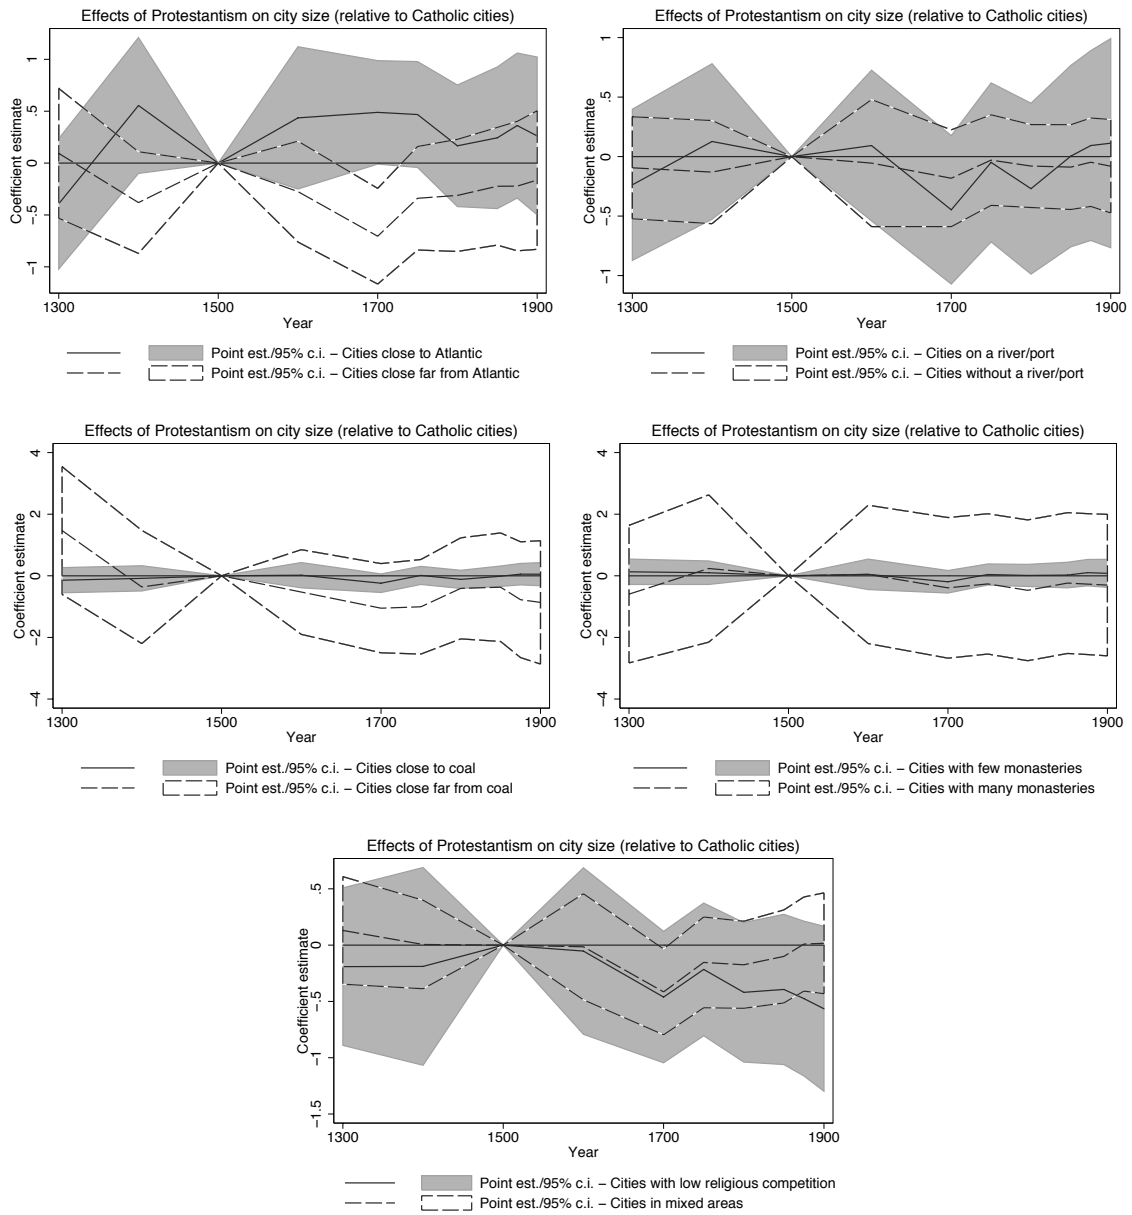 Effects of Protestantism on city size (relative to Catholic cities)
Coefficient estimate
1
.5
0
−.5
−1
1300
1500
1700
1900
Year
Point est./95% c.i. − Cities close to Atlantic
Point est./95% c.i. − Cities close far from Atlantic
Effects of Protestantism on city size (relative to Catholic cities)
Coefficient estimate
1
.5
0
−.5
−1
1300
1500
1700
1900
Year
Point est./95% c.i. − Cities on a river/port
Point est./95% c.i. − Cities without a river/port
Effects of Protestantism on city size (relative to Catholic cities)
Coefficient estimate
4
2
0
−2
−4
1300
1500
1700
1900
Year
Point est./95% c.i. − Cities close to coal
Point est./95% c.i. − Cities close far from coal
Effects of Protestantism on city size (relative to Catholic cities)
Coefficient estimate
4
2
0
−2
−4
1300
1500
1700
1900
Year
Point est./95% c.i. − Cities with few monasteries
Point est./95% c.i. − Cities with many monasteries
Effects of Protestantism on city size (relative to Catholic cities)
Coefficient estimate
.5
0
−.5
−1
−1.5
1300
1500
1700
1900
Year
Point est./95% c.i. − Cities with low religious competition
Point est./95% c.i. − Cities in mixed areas